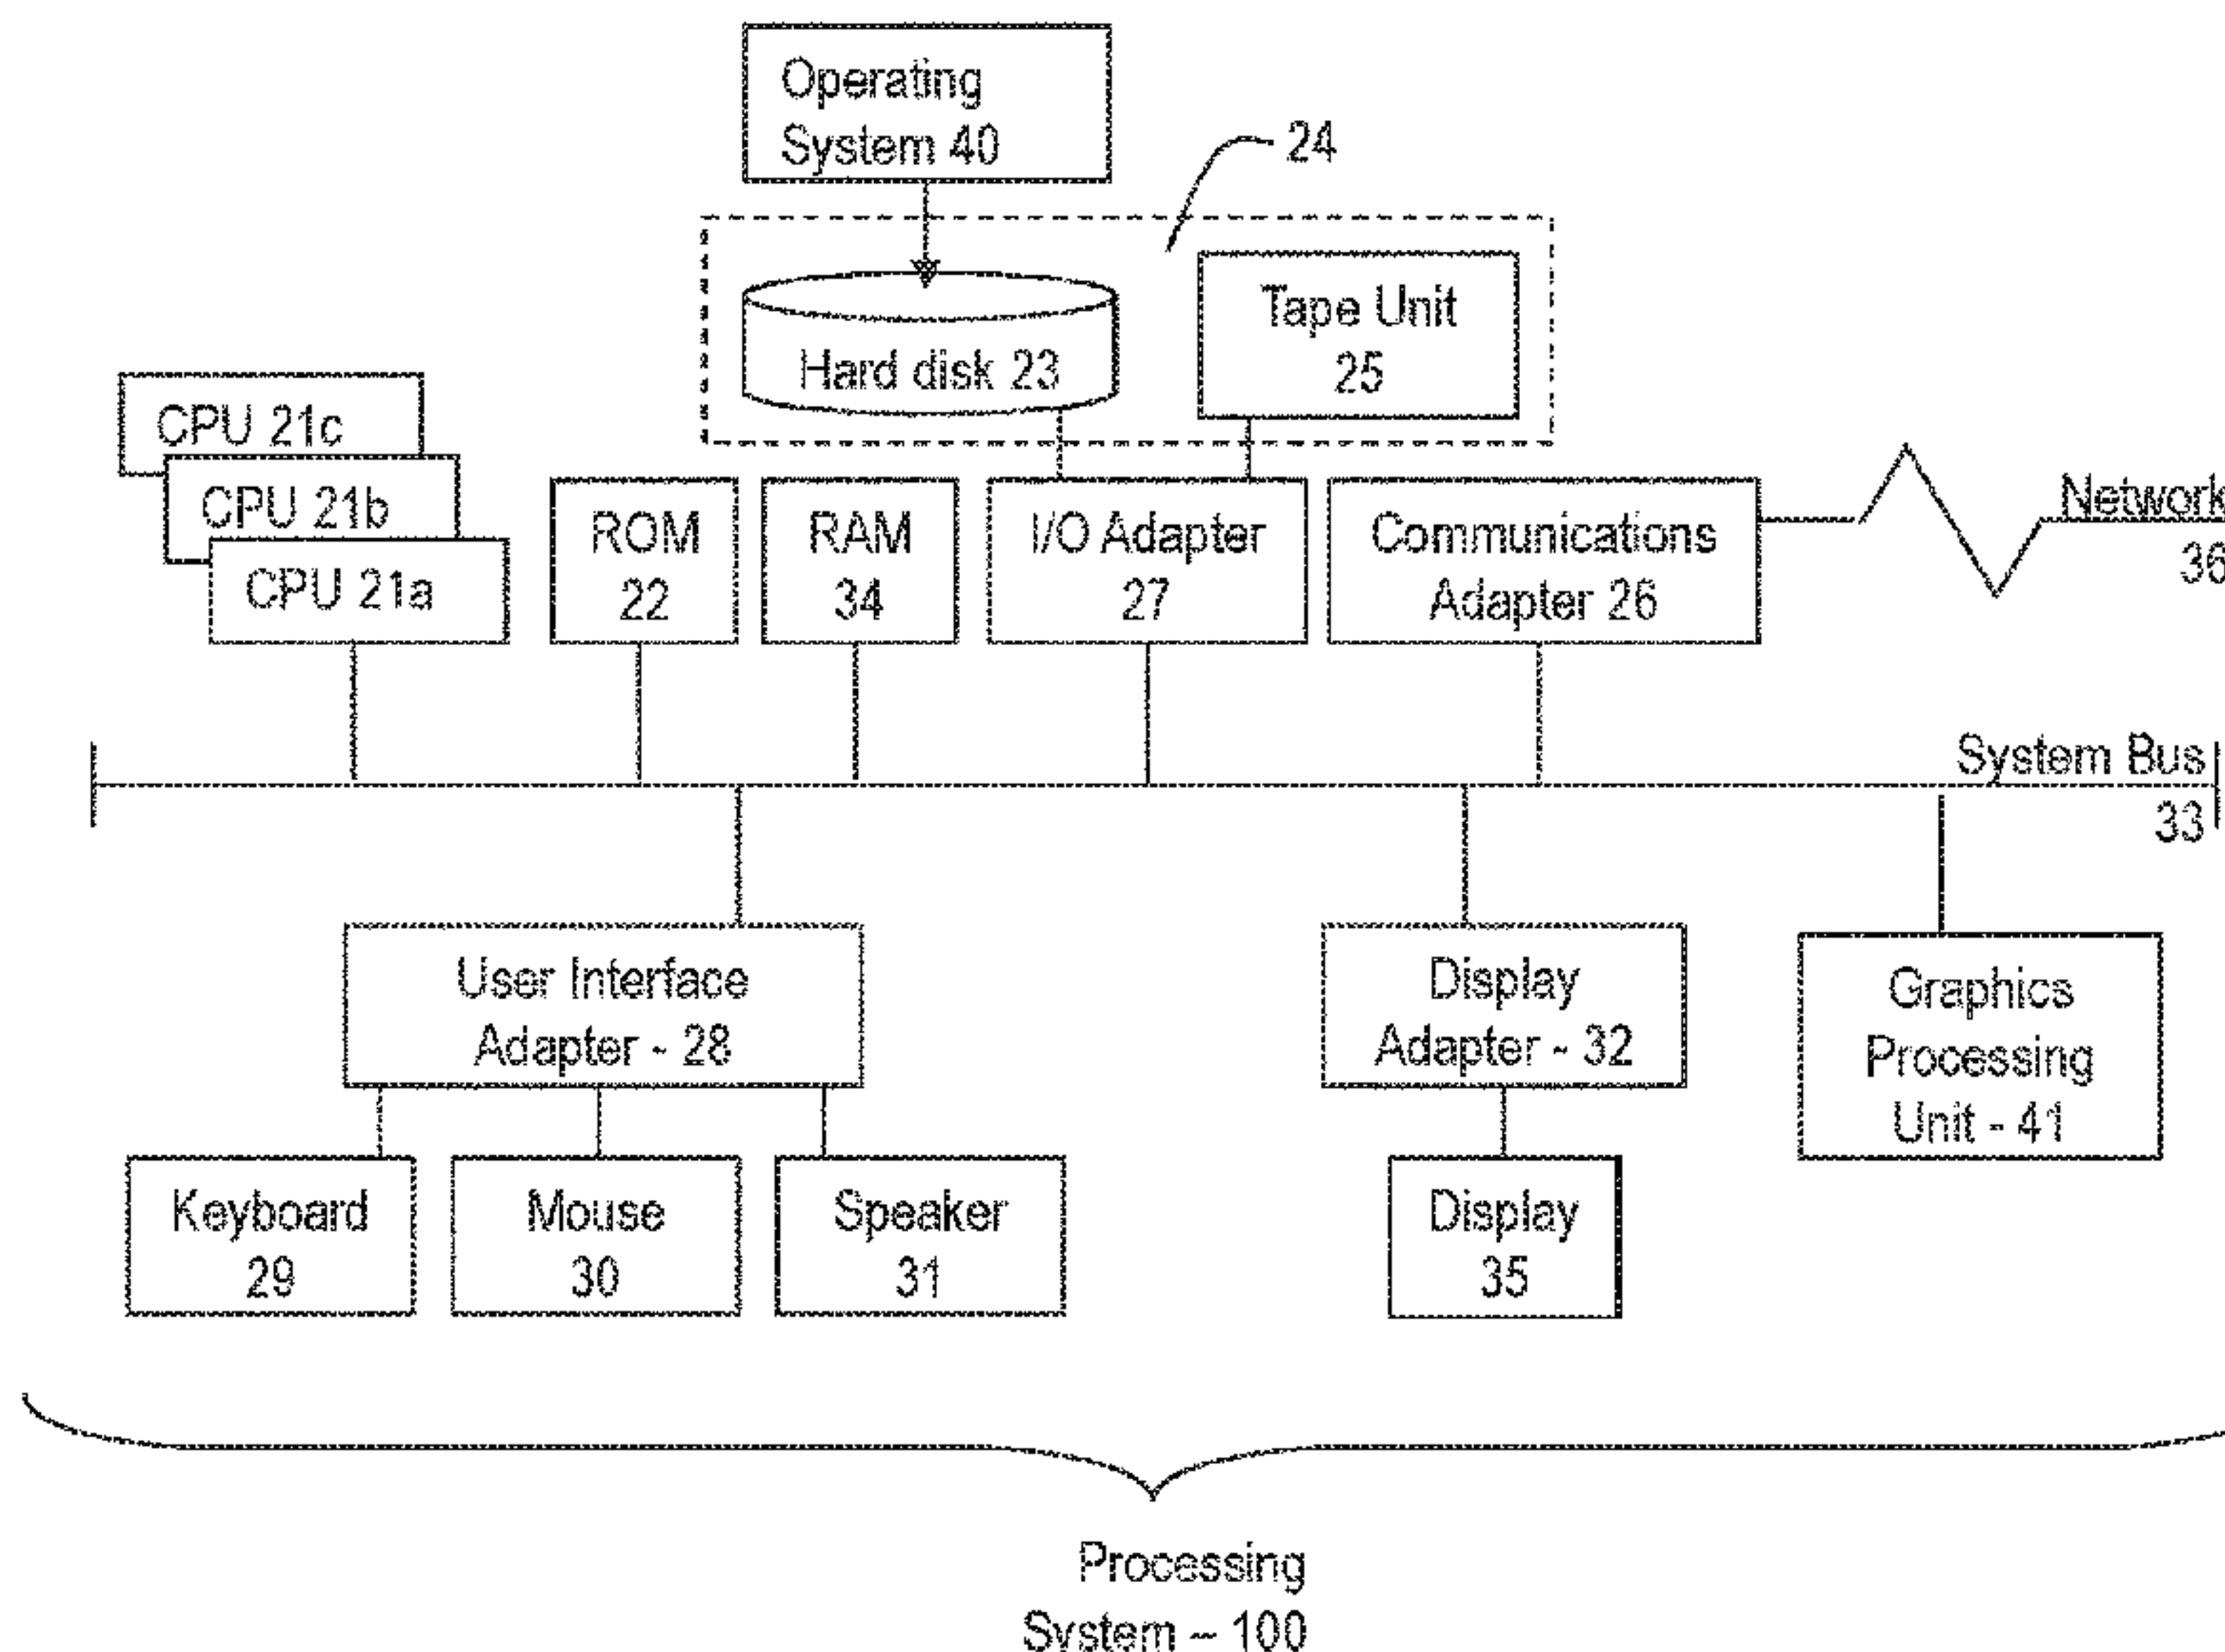 Operating
System 40
24
Hard disk 23
Tape Unit
25
CPU 21c
CPU 21b
CPU 21a
ROM
22
RAM
34
I/O Adapter
27
Communications
Adapter 26
Network
36
System Bus
33
User Interface
Adapter - 28
Display
Adapter - 32
Graphics
Processing
Unit - 41
Keyboard
29
Mouse
30
Speaker
31
Display
35
Processing
System – 100